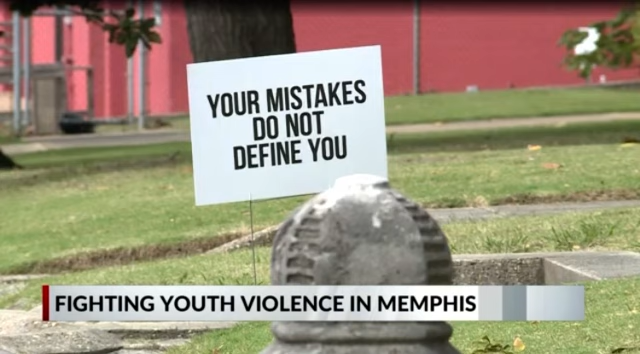 YOUR MISTAKES
DO NOT
DEFINE YOU
FIGHTING YOUTH VIOLENCE IN MEMPHIS